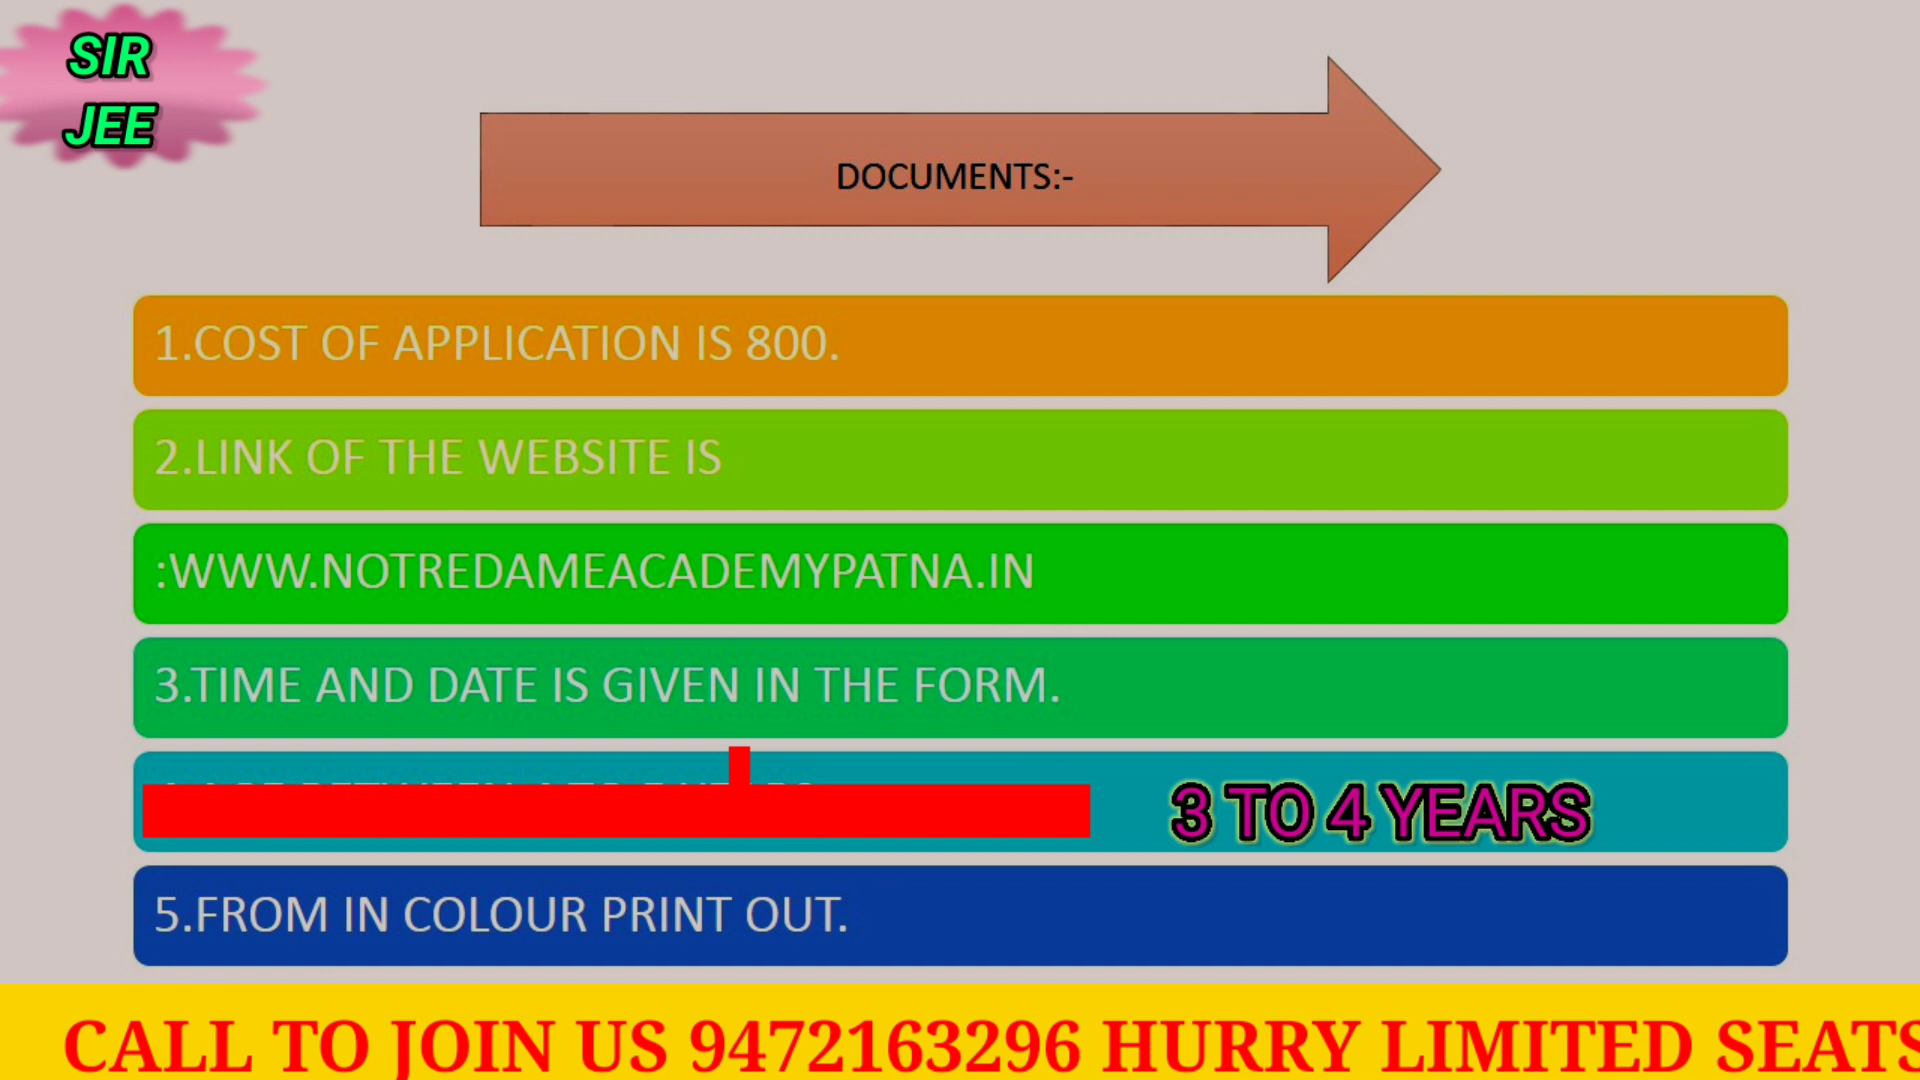 SIR
JEE
DOCUMENTS:-
1.COST OF APPLICATION IS 800.
2.LINK OF THE WEBSITE IS
:WWW.NOTREDAMEACADEMYPATNA.IN
3.TIME AND DATE IS GIVEN IN THE FORM.
3 TO 4 YEARS
5.FROM IN COLOUR PRINT OUT.
CALL TO JOIN US 9472163296 HURRY LIMITED SEATS